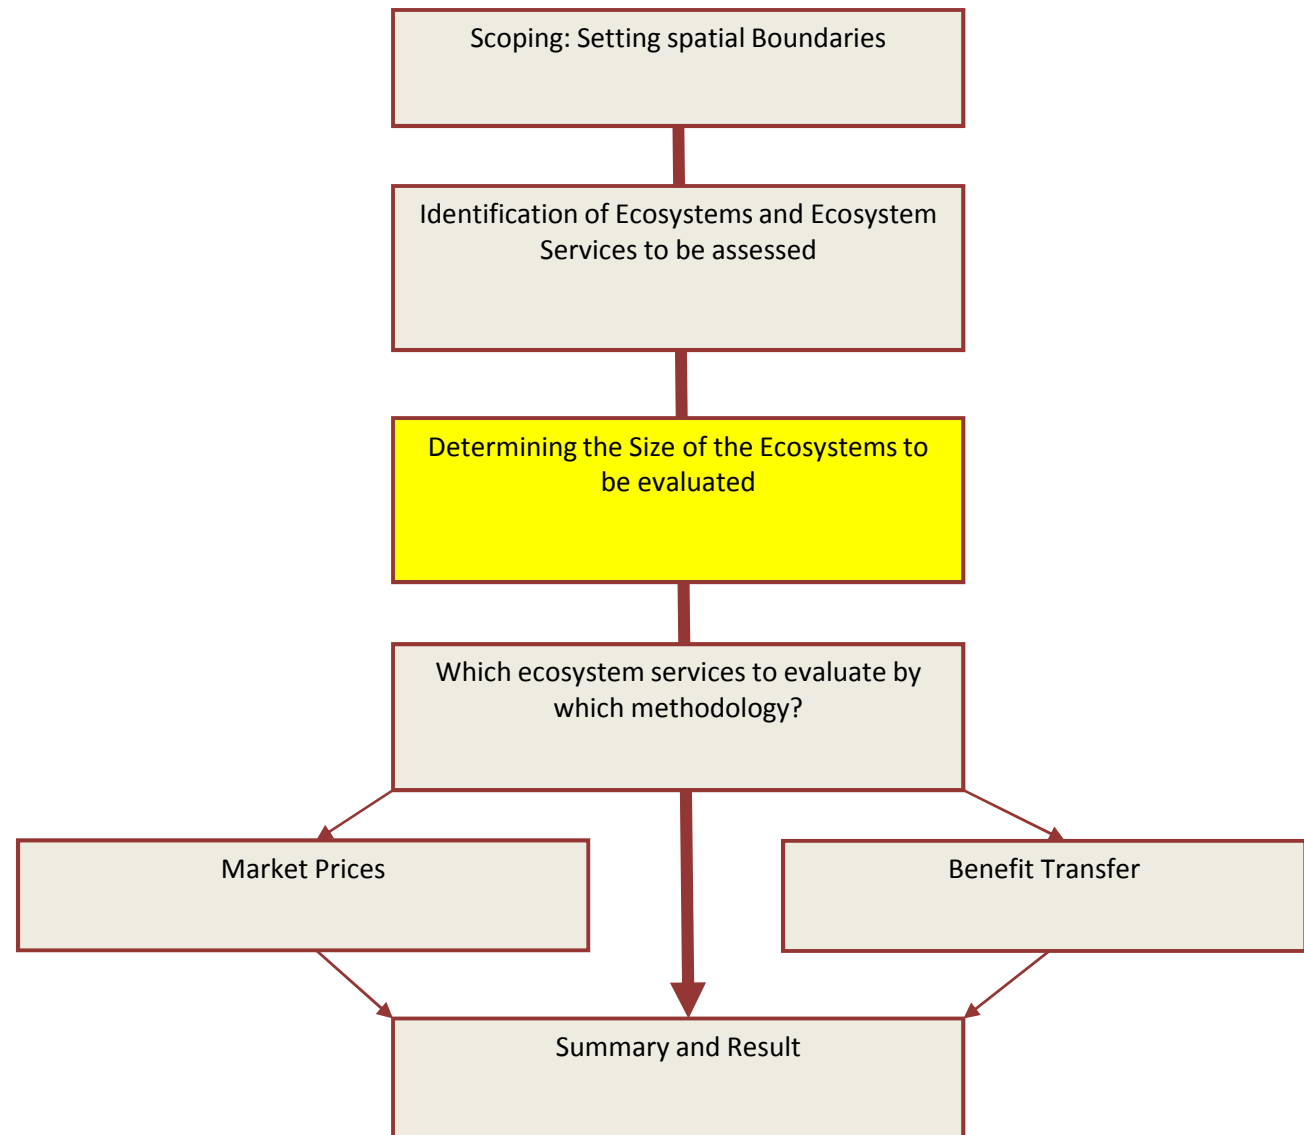 Scoping: Setting spatial Boundaries
Identification of Ecosystems and Ecosystem
Services to be assessed
Determining the Size of the Ecosystems to
be evaluated
Which ecosystem services to evaluate by
which methodology?
Market Prices
Benefit Transfer
Summary and Result